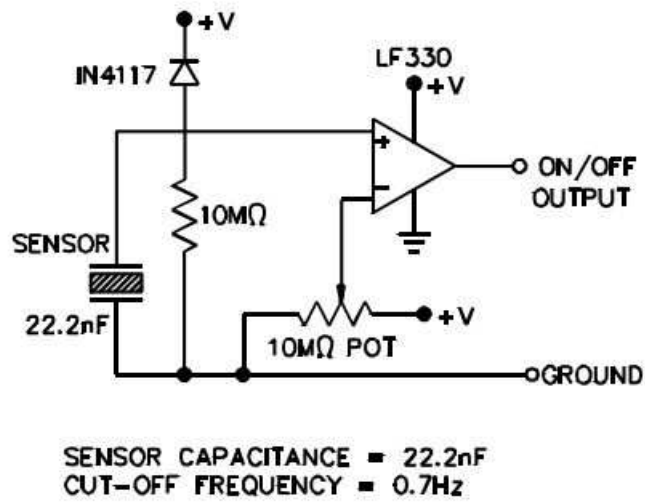 +V
IN4117
LF330
+V
+
−
ON/OFF
OUTPUT
10MΩ
SENSOR
22.2nF
+V
10MΩ POT
GROUND
SENSOR CAPACITANCE = 22.2nF
CUT-OFF FREQUENCY = 0.7Hz